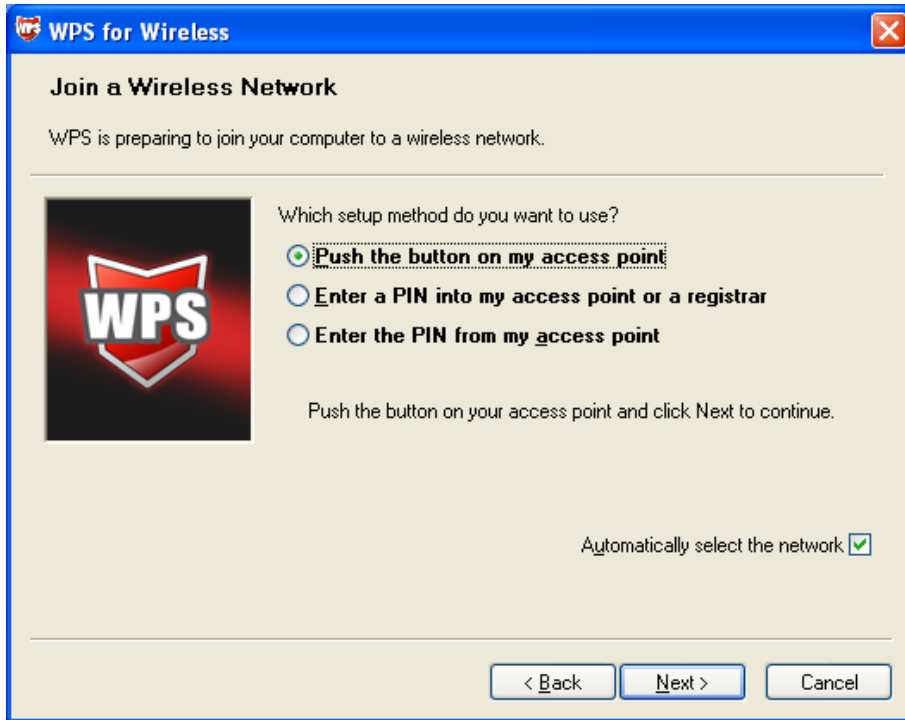 WPS for Wireless
Join a Wireless Network
WPS is preparing to join your computer to a wireless network.
Which setup method do you want to use?
Push the button on my access point
Enter a PIN into my access point or a registrar
Enter the PIN from my access point
WPS
Push the button on your access point and click Next to continue.
Automatically select the network
< Back
Next >
Cancel